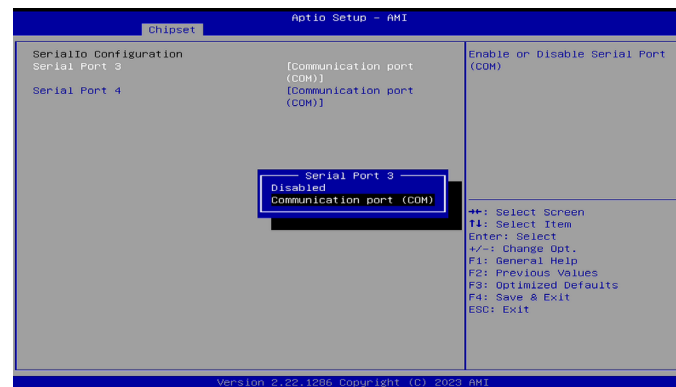 Aptio Setup – AMI
Chipset
SerialIo Configuration
Serial Port 3 [Communication port
(COM)]
Serial Port 4 [Communication port
(COM)]
Enable or Disable Serial Port
(COM)
Serial Port 3
Disabled
Communication port (COM)
→←: Select Screen
↑↓: Select Item
Enter: Select
+/-: Change Opt.
F1: General Help
F2: Previous Values
F3: Optimized Defaults
F4: Save & Exit
ESC: Exit
Version 2.22.1286 Copyright (C) 2023 AMI